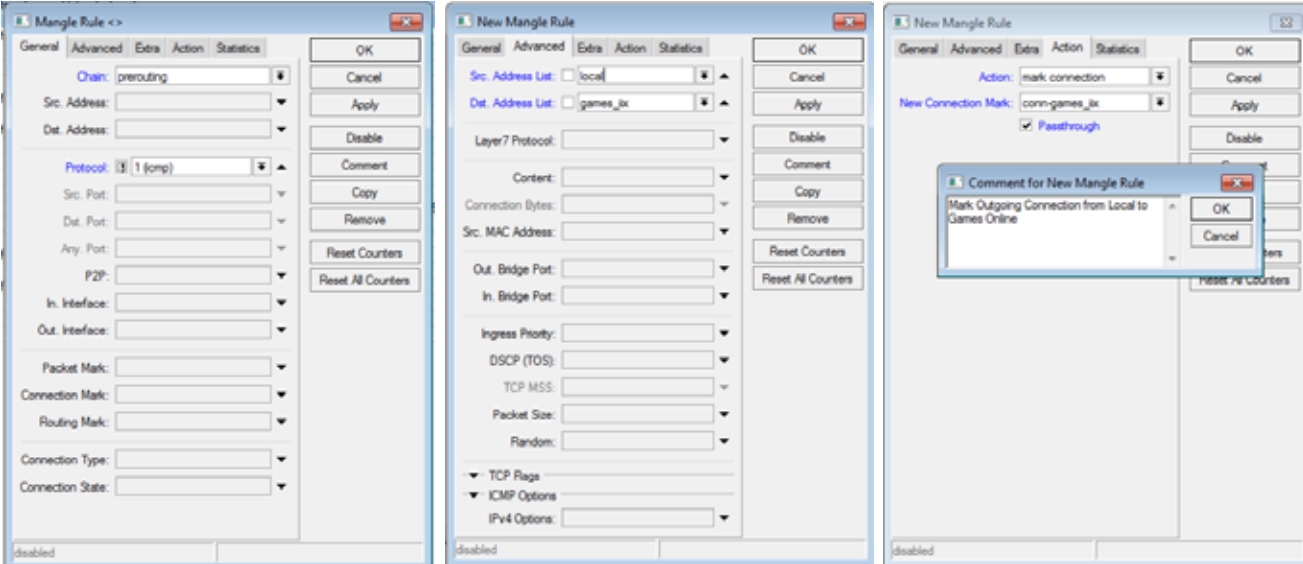 Mangle Rule <>
General Advanced Extra Action Statistics
Chain: prerouting
Src. Address:
Dst. Address:
Protocol: ! 1 (icmp)
Src. Port:
Dst. Port:
Any. Port:
P2P:
In. Interface:
Out. Interface:
Packet Mark:
Connection Mark:
Routing Mark:
Connection Type:
Connection State:
OK
Cancel
Apply
Disable
Comment
Copy
Remove
Reset Counters
Reset All Counters
disabled
New Mangle Rule
General Advanced Extra Action Statistics
Src. Address List: local
Dst. Address List: games_iix
Layer7 Protocol:
Content:
Connection Bytes:
Src. MAC Address:
Out. Bridge Port:
In. Bridge Port:
Ingress Priority:
DSCP (TOS):
TCP MSS:
Packet Size:
Random:
TCP Flags
ICMP Options
IPv4 Options:
OK
Cancel
Apply
Disable
Comment
Copy
Remove
Reset Counters
Reset All Counters
disabled
New Mangle Rule
General Advanced Extra Action Statistics
Action: mark connection
New Connection Mark: conn-games_iix
Passthrough
OK
Cancel
Apply
Disable
Comment for New Mangle Rule
Mark Outgoing Connection from Local to
Games Online
OK
Cancel
Reset All Counters
disabled